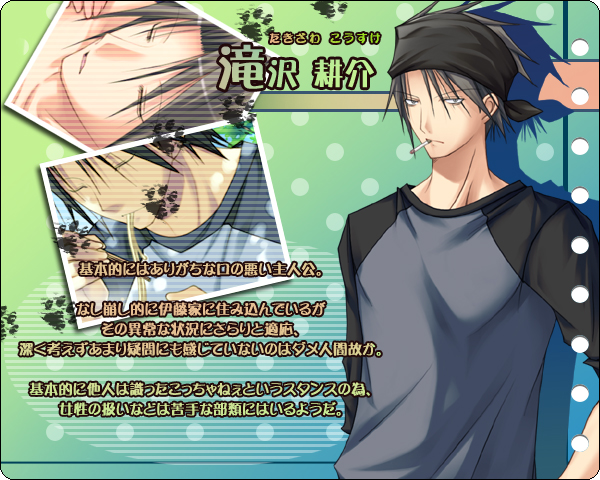 たきざわ こうすけ
滝沢 耕介
基本的にはありがちな口の悪い主人公。
なし崩し的に伊藤家に住み込んでいるが
その異常な状況にさらりと適応、
深く考えずあまり疑問にも感じていないのはダメ人間故か。
基本的に他人は識ったこっちゃねぇというスタンスの為、
女性の扱いなどは苦手な部類にはいるようだ。